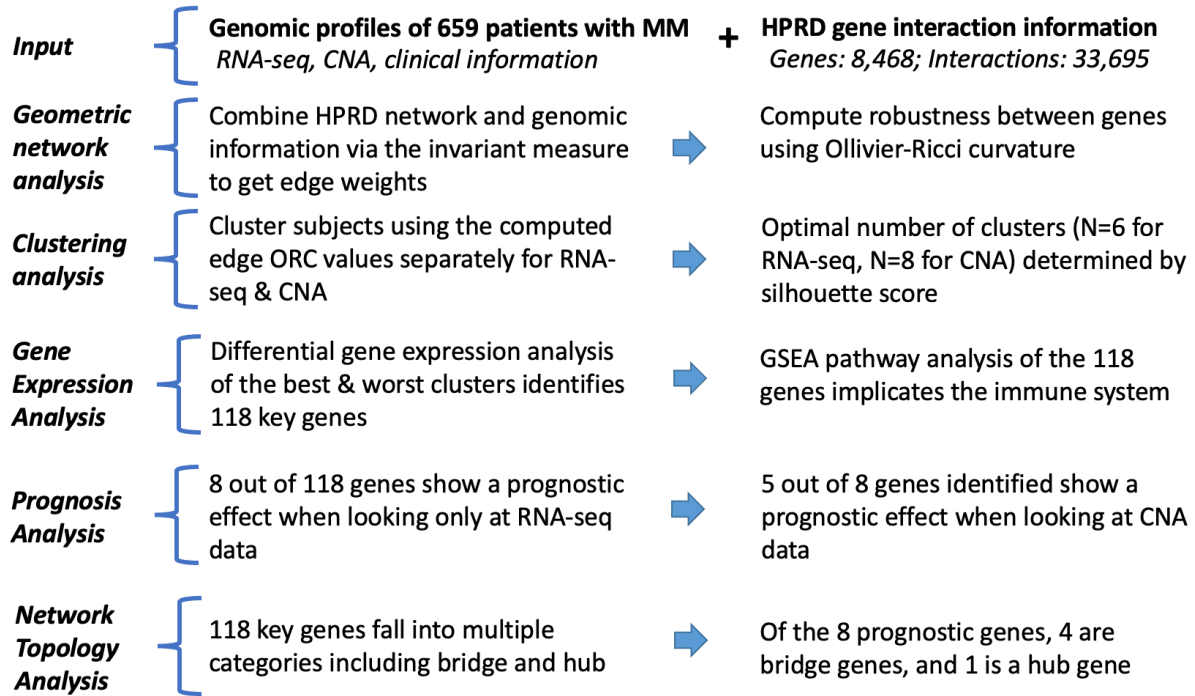 Input
Genomic profiles of 659 patients with MM
RNA-seq, CNA, clinical information
+
HPRD gene interaction information
Genes: 8,468; Interactions: 33,695
Geometric
network
analysis
Combine HPRD network and genomic
information via the invariant measure
to get edge weights
Compute robustness between genes
using Ollivier-Ricci curvature
Clustering
analysis
Cluster subjects using the computed
edge ORC values separately for RNA-
seq & CNA
Optimal number of clusters (N=6 for
RNA-seq, N=8 for CNA) determined by
silhouette score
Gene
Expression
Analysis
Differential gene expression analysis
of the best & worst clusters identifies
118 key genes
GSEA pathway analysis of the 118
genes implicates the immune system
Prognosis
Analysis
8 out of 118 genes show a prognostic
effect when looking only at RNA-seq
data
5 out of 8 genes identified show a
prognostic effect when looking at CNA
data
Network
Topology
Analysis
118 key genes fall into multiple
categories including bridge and hub
Of the 8 prognostic genes, 4 are
bridge genes, and 1 is a hub gene